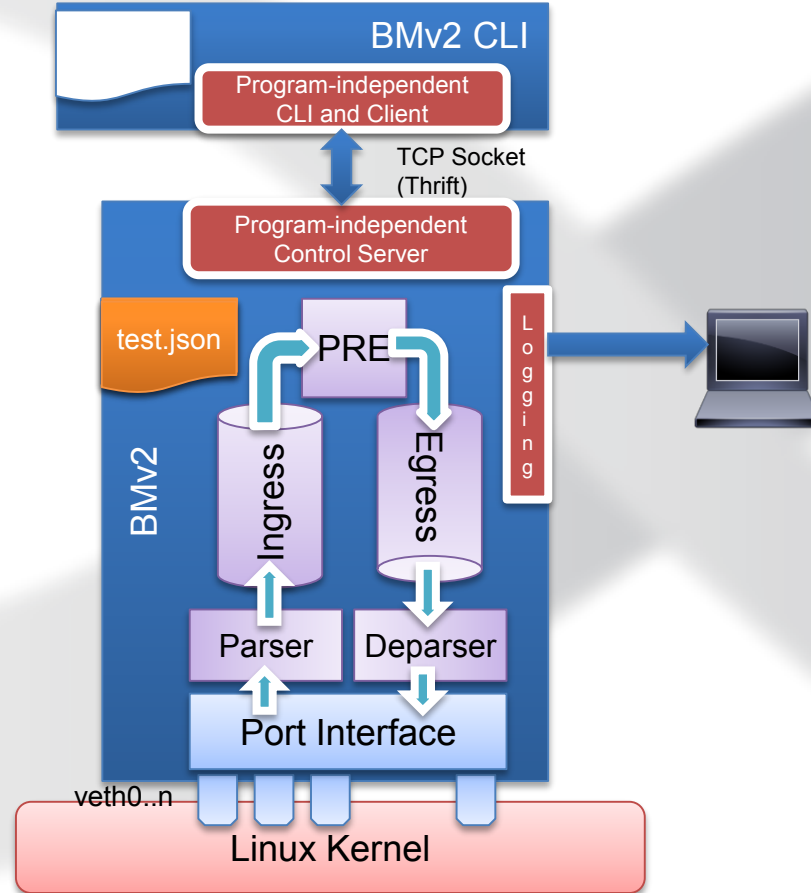 BMv2 CLI
Program-independent
CLI and Client
TCP Socket
(Thrift)
Program-independent
Control Server
test.json
PRE
Logging
BMv2
Ingress
Egress
Parser
Deparser
Port Interface
veth0..n
Linux Kernel